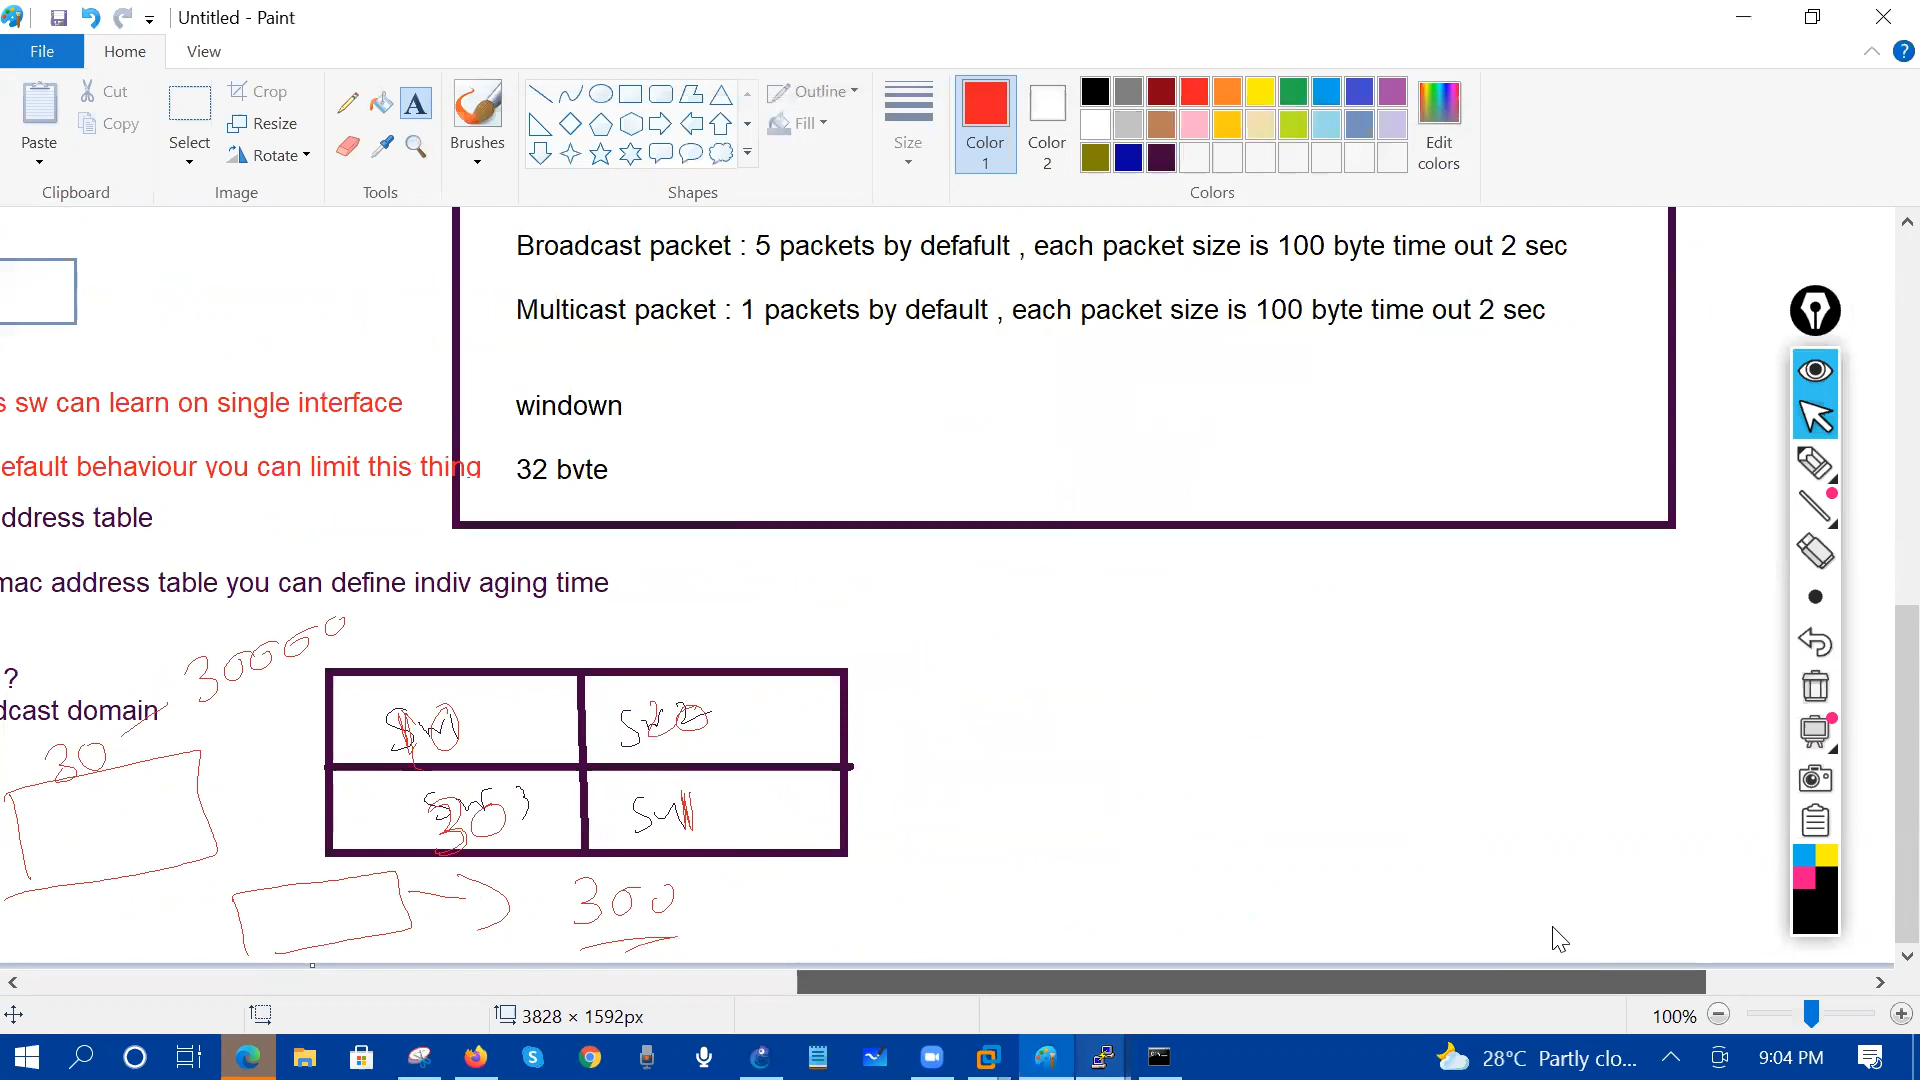 Untitled - Paint
File
Home
View
Paste
Cut
Copy
Clipboard
Select
Crop
Resize
Rotate
Image
A
Tools
Brushes
Shapes
Outline
Fill
Size
Color
1
Color
2
Colors
Edit
colors
?
Broadcast packet : 5 packets by defafult , each packet size is 100 byte time out 2 sec
Multicast packet : 1 packets by default , each packet size is 100 byte time out 2 sec
windown
32 byte
s sw can learn on single interface
efault behaviour you can limit this thing
ddress table
mac address table you can define indiv aging time
?
dcast domain
30000
30
300
30
3828 × 1592px
100%
28°C Partly clo...
9:04 PM